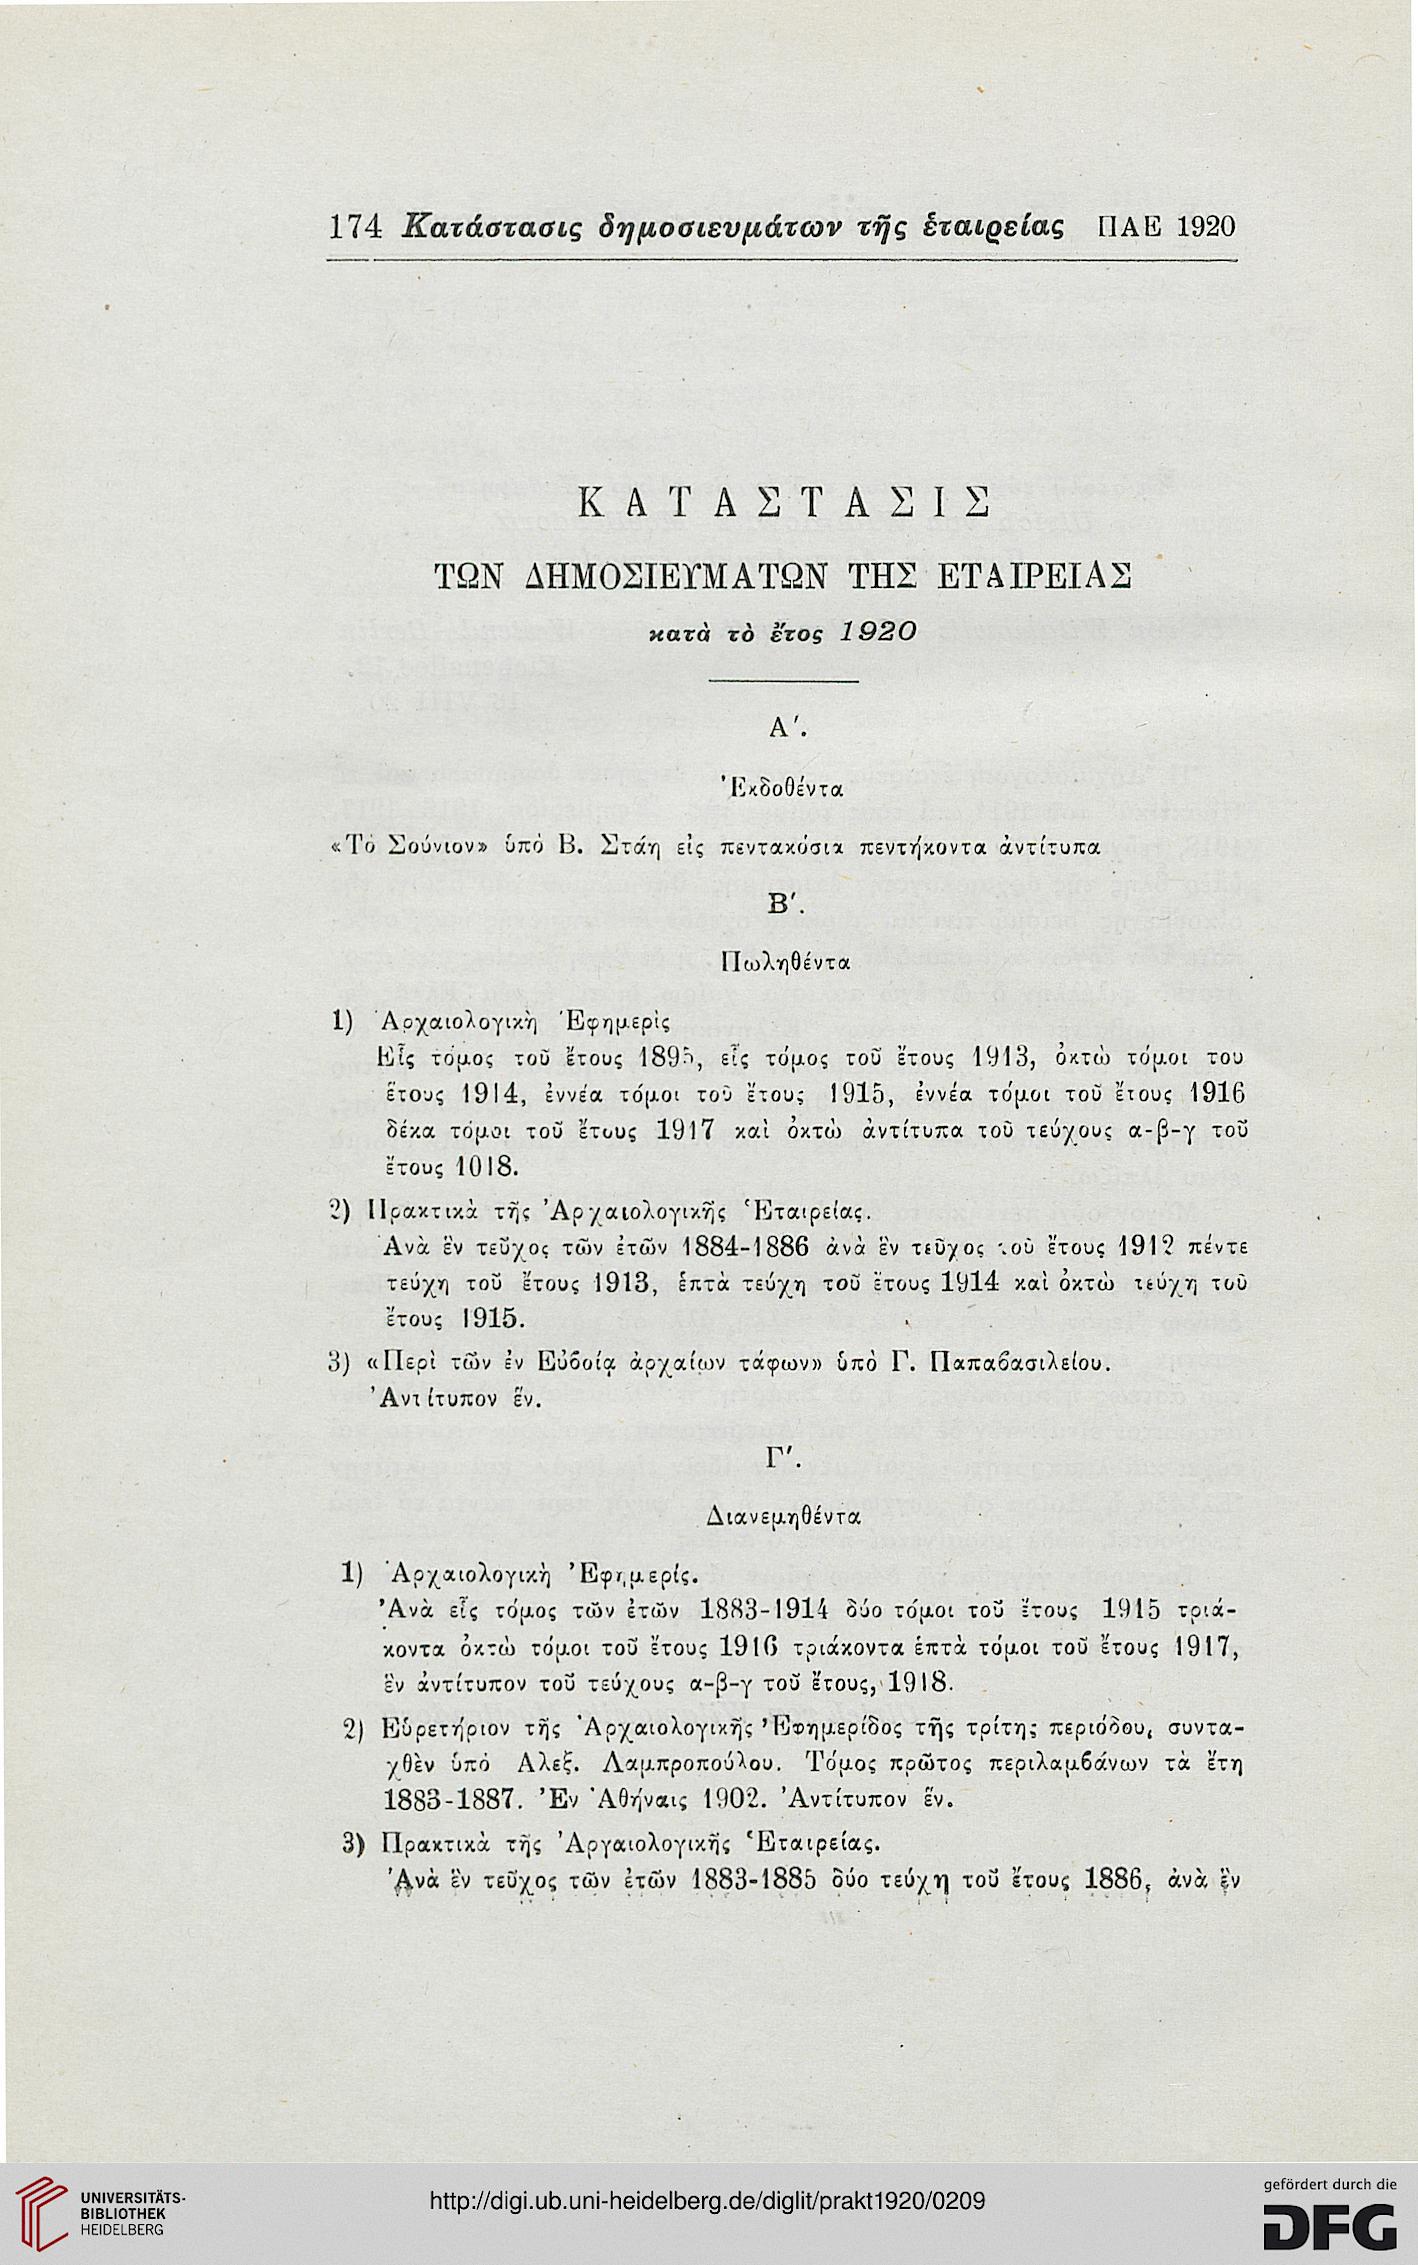 174 Κατάστασις δημοσιευμάτων τῆς ἑταιρείας ΠΑΕ 1920
ΚΑΤΑΣΤΑΣΙΣ
ΤΩΝ ΔΗΜΟΣΙΕΥΜΑΤΩΝ ΤΗΣ ΕΤΑΙΡΕΙΑΣ
κατὰ τὸ ἔτος 1920
Α΄.
Ἐκδοθέντα
«Τὸ Σούνιον» ὑπὸ Β. Στάη εἰς πεντακόσια πεντήκοντα ἀντίτυπα
Β΄.
Πωληθέντα
1) Ἀρχαιολογικὴ Ἐφημερὶς
Εἷς τόμος τοῦ ἔτους 1895, εἷς τόμος τοῦ ἔτους 1913, ὀκτὼ τόμοι του
ἔτους 1914, ἐννέα τόμοι τοῦ ἔτους 1915, ἐννέα τόμοι τοῦ ἔτους 1916
δέκα τόμοι τοῦ ἔτους 1917 καὶ ὀκτὼ ἀντίτυπα τοῦ τεύχους α-β-γ τοῦ
ἔτους 1018.
2) Πρακτικὰ τῆς Ἀρχαιολογικῆς Ἑταιρείας.
Ἀνὰ ἓν τεῦχος τῶν ἐτῶν 1884-1886 ἀνὰ ἓν τεῦχος τοῦ ἔτους 1912 πέντε
τεύχη τοῦ ἔτους 1913, ἑπτὰ τεύχη τοῦ ἔτους 1914 καὶ ὀκτὼ τεύχη τοῦ
ἔτους 1915.
3) «Περὶ τῶν ἐν Εὐβοίᾳ ἀρχαίων τάφων» ὑπὸ Γ. Παπαβασιλείου.
Ἀντίτυπον ἕν.
Γ΄.
Διανεμηθέντα
1) Ἀρχαιολογικὴ Ἐφημερίς.
Ἀνὰ εἷς τόμος τῶν ἐτῶν 1883-1914 δύο τόμοι τοῦ ἔτους 1915 τριά-
κοντα ὀκτὼ τόμοι τοῦ ἔτους 1916 τριάκοντα ἑπτὰ τόμοι τοῦ ἔτους 1917,
ἓν ἀντίτυπον τοῦ τεύχους α-β-γ τοῦ ἔτους, 1918.
2) Εὑρετήριον τῆς Ἀρχαιολογικῆς Ἐφημερίδος τῆς τρίτης περιόδου, συντα-
χθὲν ὑπὸ Αλεξ. Λαμπροπούλου. Τόμος πρῶτος περιλαμβάνων τὰ ἔτη
1883-1887. Ἐν Ἀθήναις 1902. Ἀντίτυπον ἕν.
3) Πρακτικὰ τῆς Ἀρχαιολογικῆς Ἑταιρείας.
Ἀνὰ ἓν τεῦχος τῶν ἐτῶν 1883-1885 δύο τεύχη τοῦ ἔτους 1886, ἀνὰ ἓν
UNIVERSITÄTS-
BIBLIOTHEK
HEIDELBERG
http://digi.ub.uni-heidelberg.de/diglit/prakt1920/0209
gefördert durch die
DFG